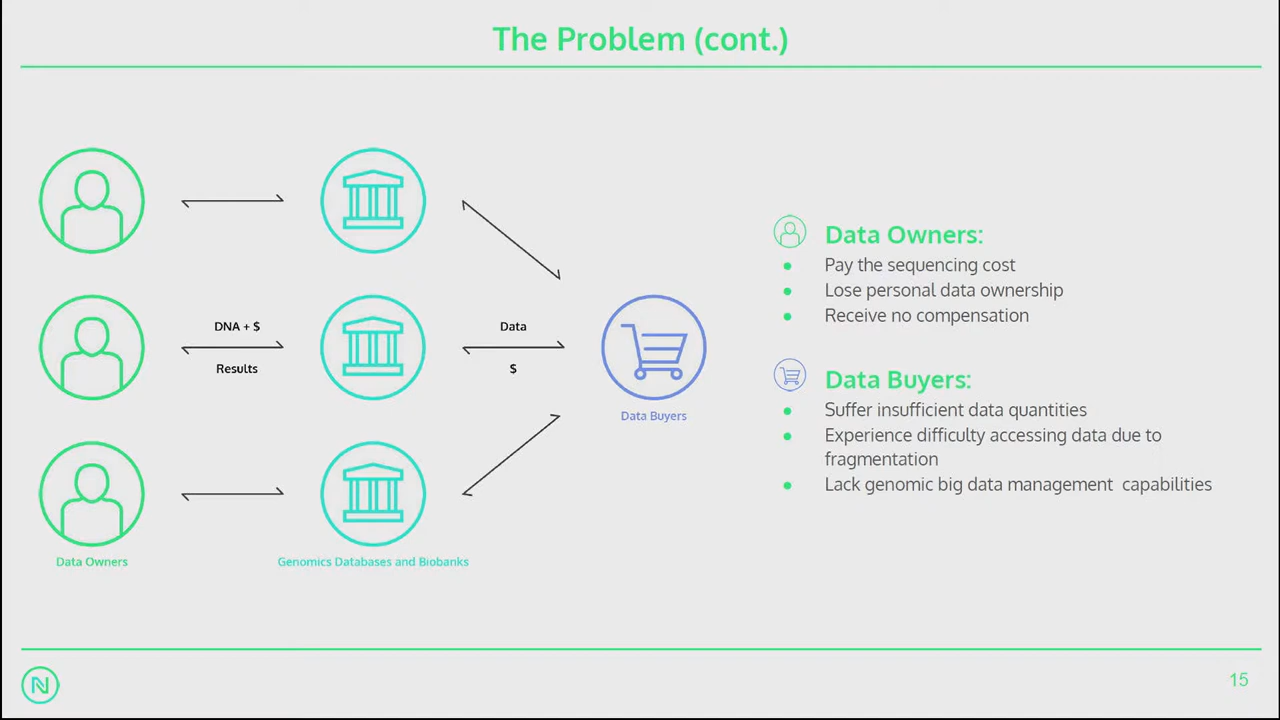 The Problem (cont.)
DNA + $
Results
Data
$
Data Buyers
Data Owners
Genomics Databases and Biobanks
Data Owners:
● Pay the sequencing cost
● Lose personal data ownership
● Receive no compensation
Data Buyers:
● Suffer insufficient data quantities
● Experience difficulty accessing data due to
fragmentation
● Lack genomic big data management capabilities
N
15